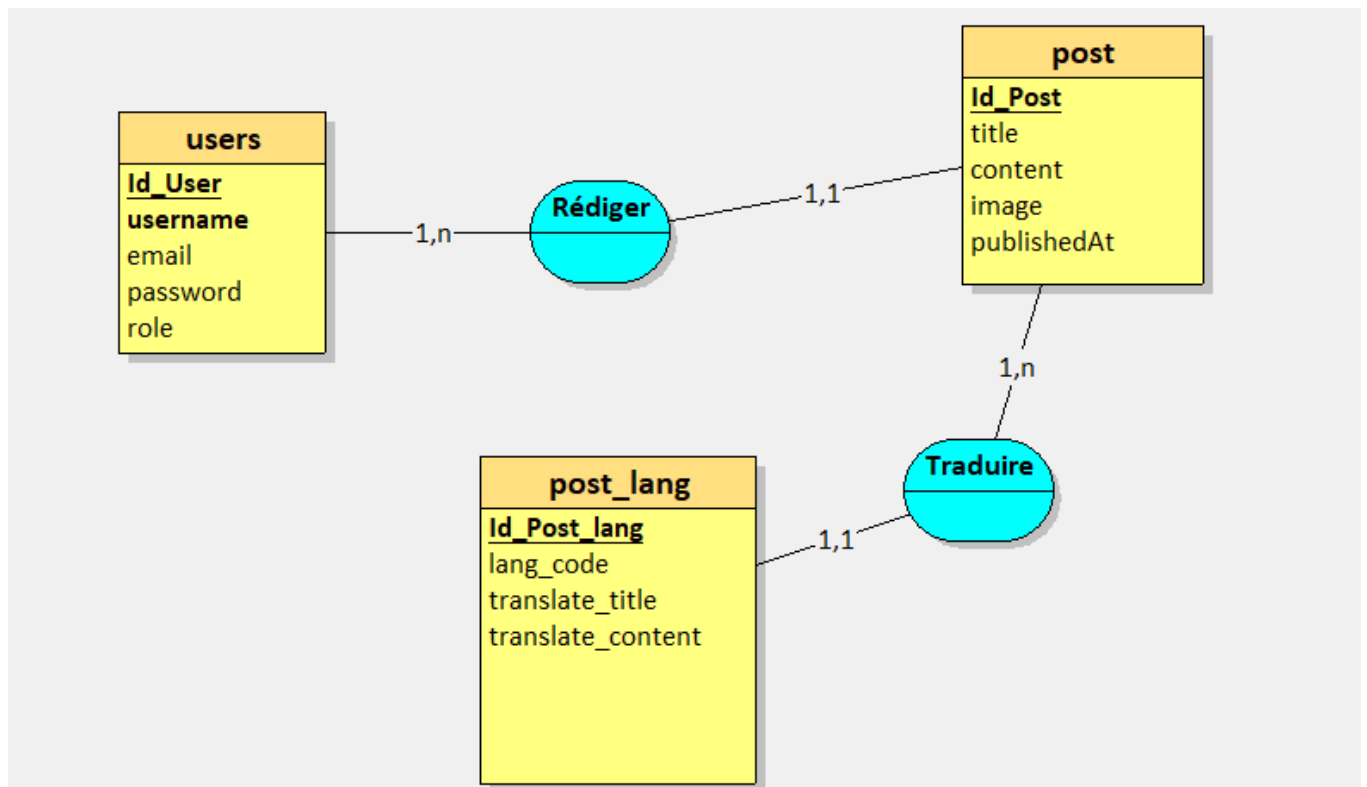 users
Id_User
username
email
password
role
1,n
Rédiger
1,1
post
Id_Post
title
content
image
publishedAt
1,n
Traduire
1,1
post_lang
Id_Post_lang
lang_code
translate_title
translate_content